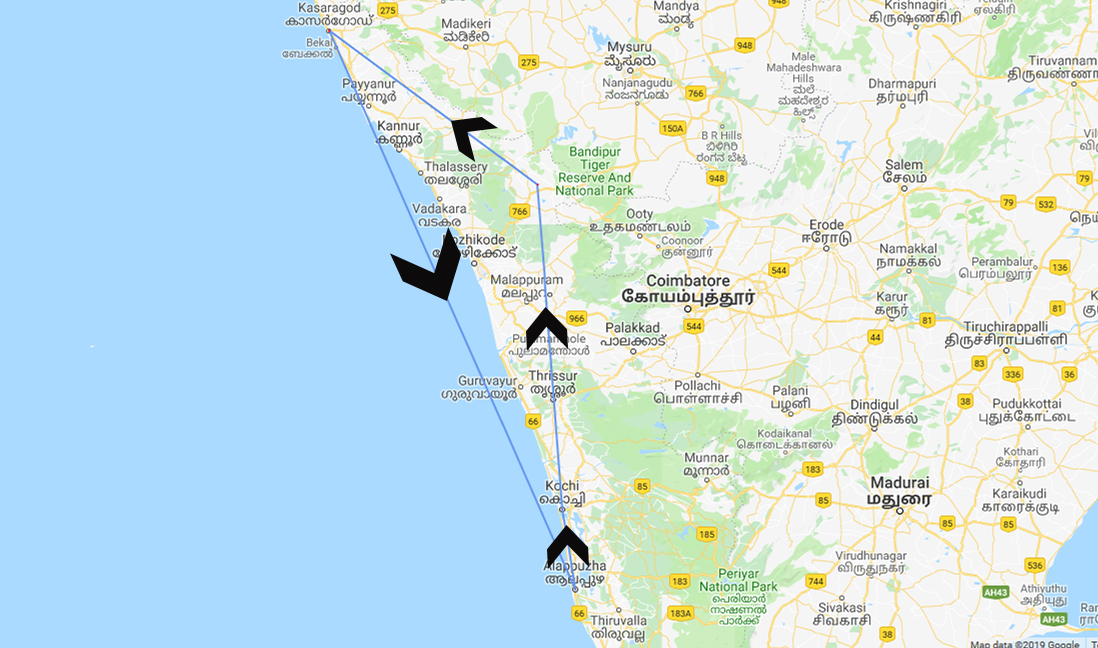 Kasaragod
കാസർഗോഡ്
275
Madikeri
ಮಡಿಕೇರಿ
Mandya
ಮಂಡ್ಯ
948
Krishnagiri
கிருஷ்ணகிரி
Bekal
ബേക്കൽ
275
Mysuru
ಮೈಸೂರು
948
Male
Mahadeshwara
Hills
ಮಲೆ
ಮಹದೇಶ್ವರ
Tiruvannam
திருவண்ணா
Payyanur
പയ്യന്നൂർ
Nanjanagudu
ನಂಜನಗೂಡು
766
Dharmapuri
தர்மபுரி
Kannur
കണ്ണൂർ
150A
B R Hills
Bandipur
Tiger
Reserve And
National Park
Thalassery
തലശ്ശേരി
948
Salem
சேலம்
79
79
532
Vadakara
വടകര
766
Ooty
உதகமண்டலம்
Coonoor
குன்னூர்
Erode
ஈரோடு
Namakkal
நாமக்கல்
Perambalur
பெரம்பலூர்
136
Malappuram
മലപ്പുറം
Coimbatore
கோயம்புத்தூர்
544
Karur
கரூர்
81
81
966
544
Palakkad
പാലക്കാട്
44
Tiruchirappalli
திருச்சிராப்பள்ளி
പുലാമന്തോൾ
83
336
36
Guruvayur
ഗുരുവായൂർ
Thrissur
തൃശ്ശൂർ
Pollachi
பொள்ளாச்சி
Palani
பழனி
38
Dindigul
திண்டுக்கல்
Pudukkottai
புதுக்கோட்டை
66
Kodaikanal
கொடைக்கானல்
Munnar
മൂന്നാർ
183
Kothari
கோதாரி
Kochi
കൊച്ചി
85
85
Madurai
மதுரை
Karaikudi
காரைக்குடி
85
85
185
Alappuzha
ആലപ്പുഴ
183
Periyar
National Park
പെരിയാർ
നാഷണൽ
പാർക്ക്
744
Virudhunagar
விருதுநகர்
536
AH43
Athiyuthu
அதியுது
66
183A
Thiruvalla
തിരുവല്ല
Sivakasi
சிவகாசி
38
AH43
Map data ©2019 Google